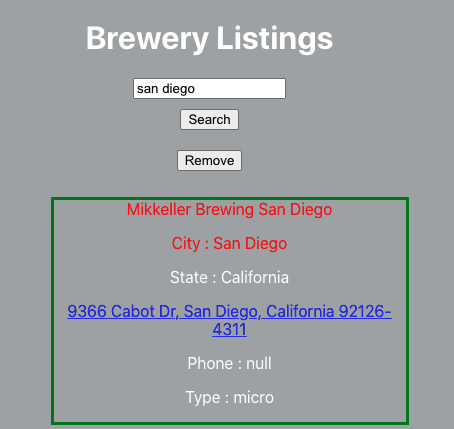 Brewery Listings
san diego
Search
Remove
Mikkeller Brewing San Diego
City : San Diego
State : California
9366 Cabot Dr, San Diego, California 92126-
4311
Phone : null
Type : micro